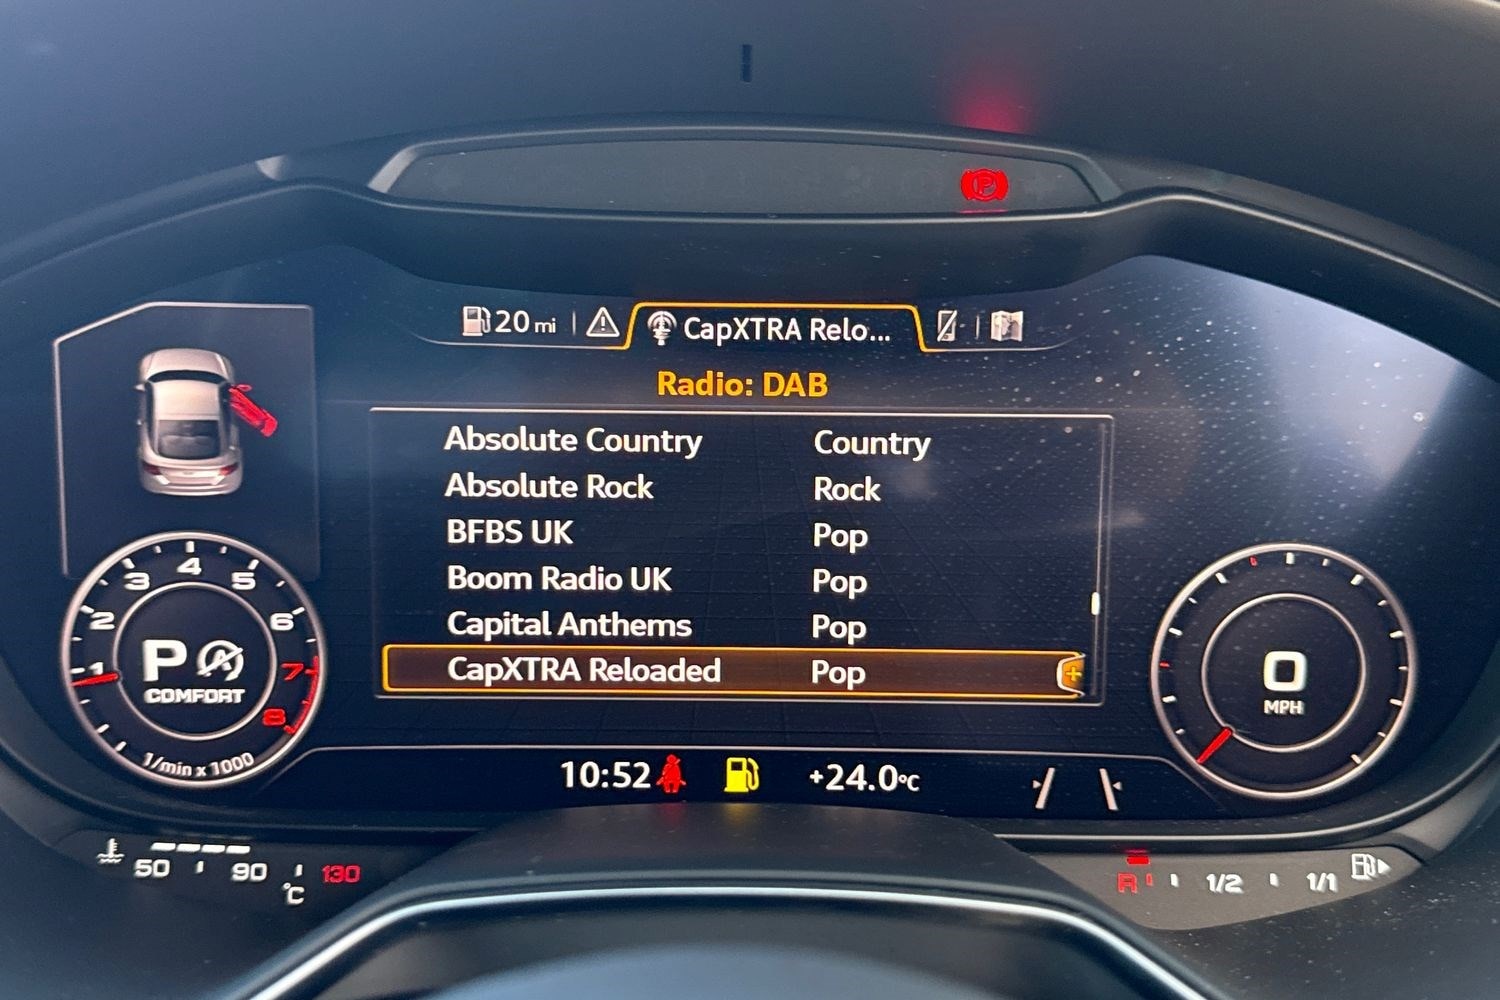 20 mi
CapXTRA Relo...
Radio: DAB
Absolute Country Country
Absolute Rock Rock
BFBS UK Pop
Boom Radio UK Pop
Capital Anthems Pop
CapXTRA Reloaded Pop
1 2 3 4 5 6 7 8
P
COMFORT
1/min x 1000
0
MPH
10:52
+24.0°C
50 90 130
°C
R 1/2 1/1